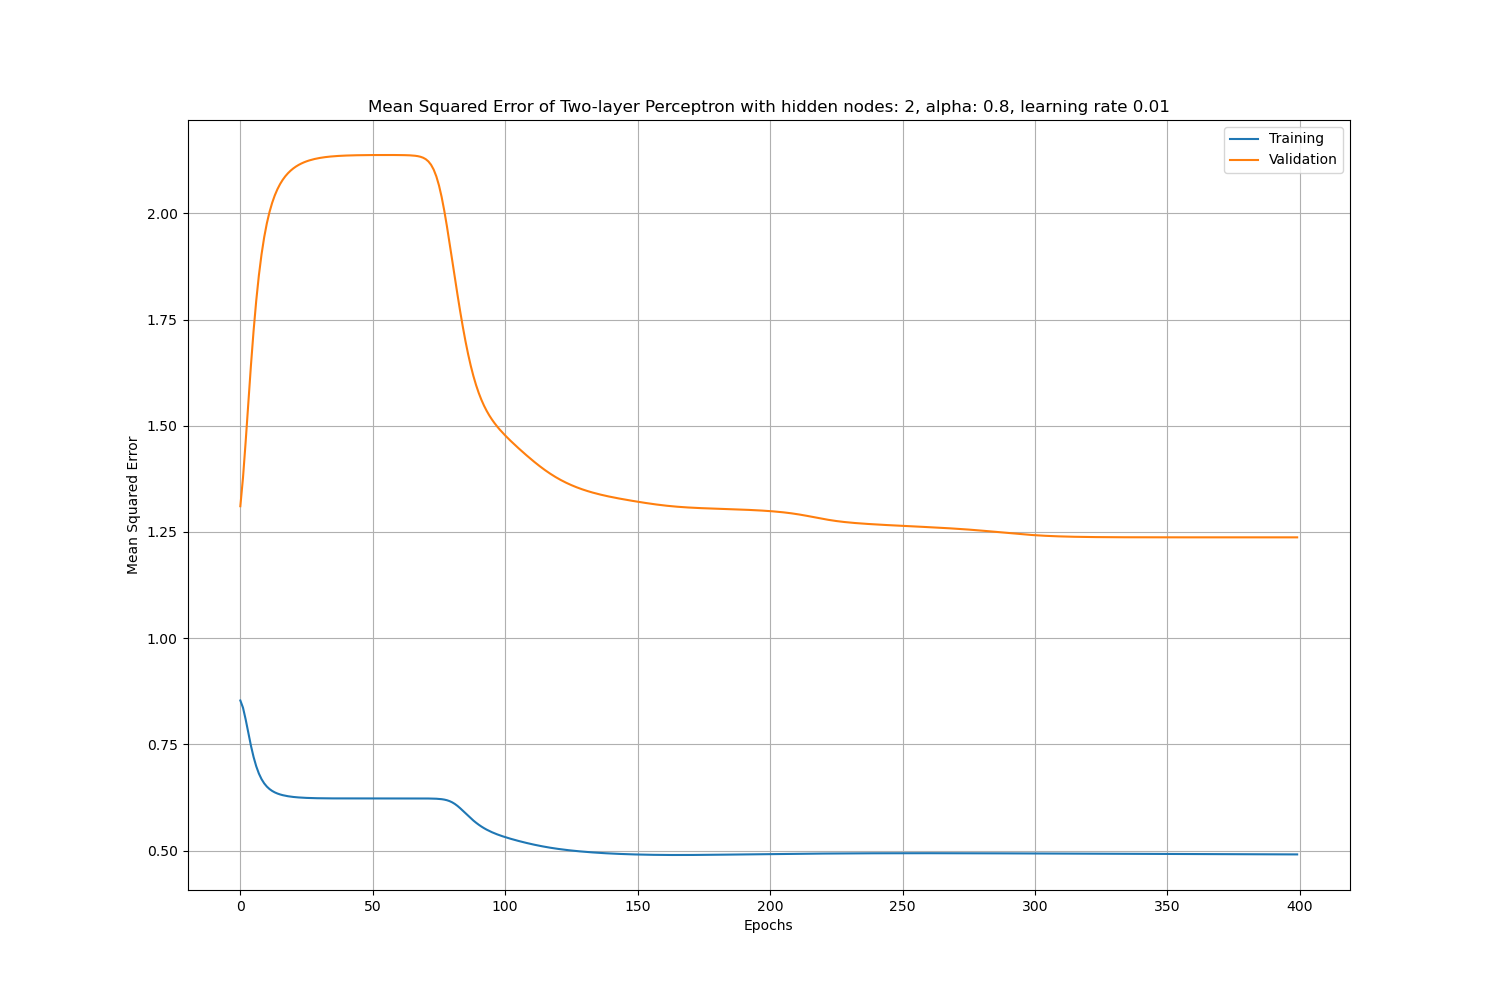 Mean Squared Error of Two-layer Perceptron with hidden nodes: 2, alpha: 0.8, learning rate 0.01
Training
Validation
Mean Squared Error
2.00
1.75
1.50
1.25
1.00
0.75
0.50
0 50 100 150 200 250 300 350 400
Epochs